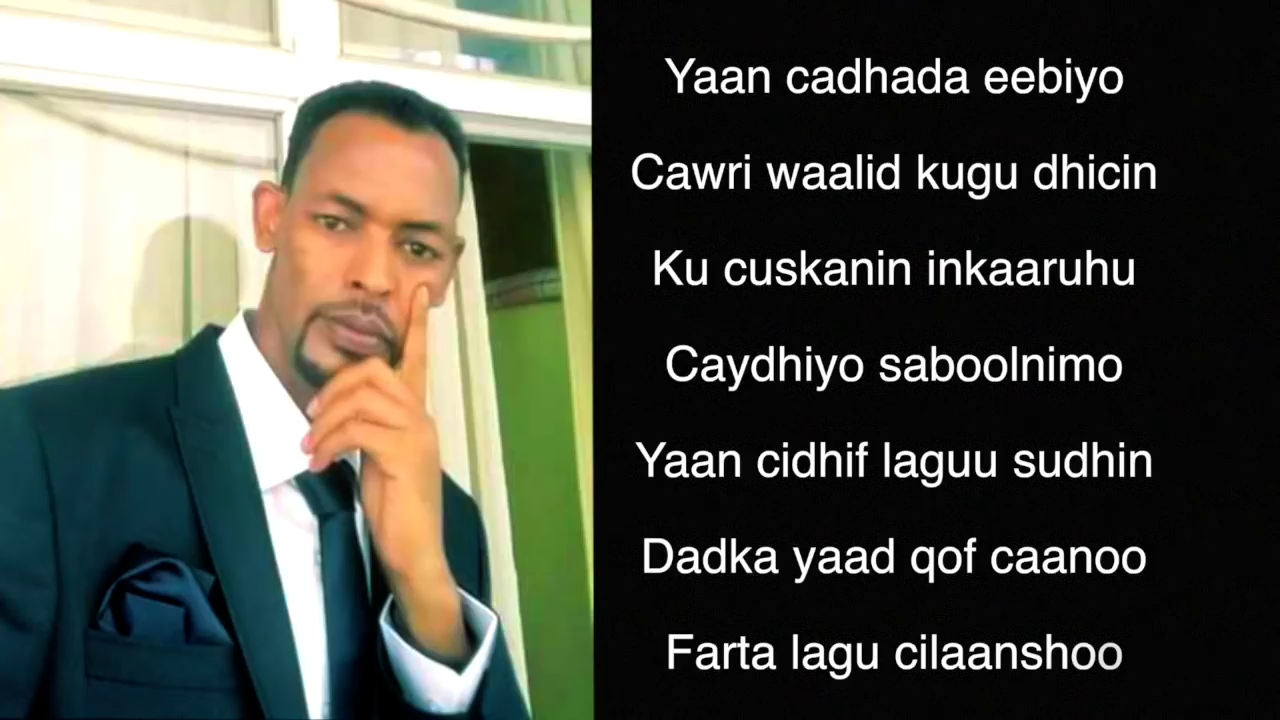 Yaan cadhada eebiyo
Cawri waalid kugu dhicin
Ku cuskanin inkaaruhu
Caydhiyo saboolnimo
Yaan cidhif laguu sudhin
Dadka yaad qof caanoo
Farta lagu cilaanshoo